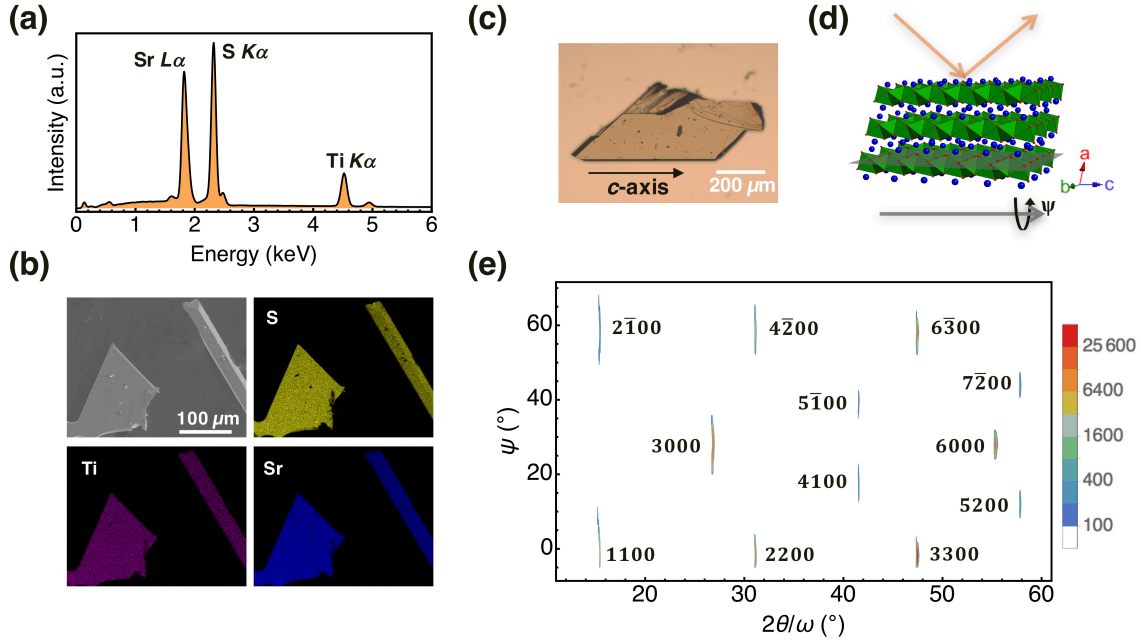 (a)
Intensity (a.u.)
Sr Lα
S Kα
Ti Kα
0 1 2 3 4 5 6
Energy (keV)
(b)
S
100 μm
Ti
Sr
(c)
c-axis
200 μm
(d)
a
b
c
ψ
(e)
ψ (°)
60
40
20
0
21̅00
42̅00
63̅00
72̅00
51̅00
3000
6000
4100
5200
1100
2200
3300
20 30 40 50 60
2θ/ω (°)
25 600
6400
1600
400
100